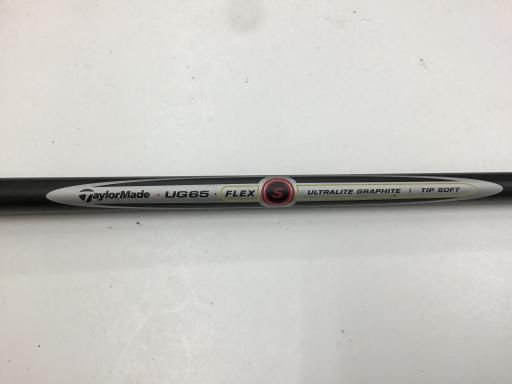 TaylorMade · UG65 · FLEX S ULTRALITE GRAPHITE | TIP SOFT